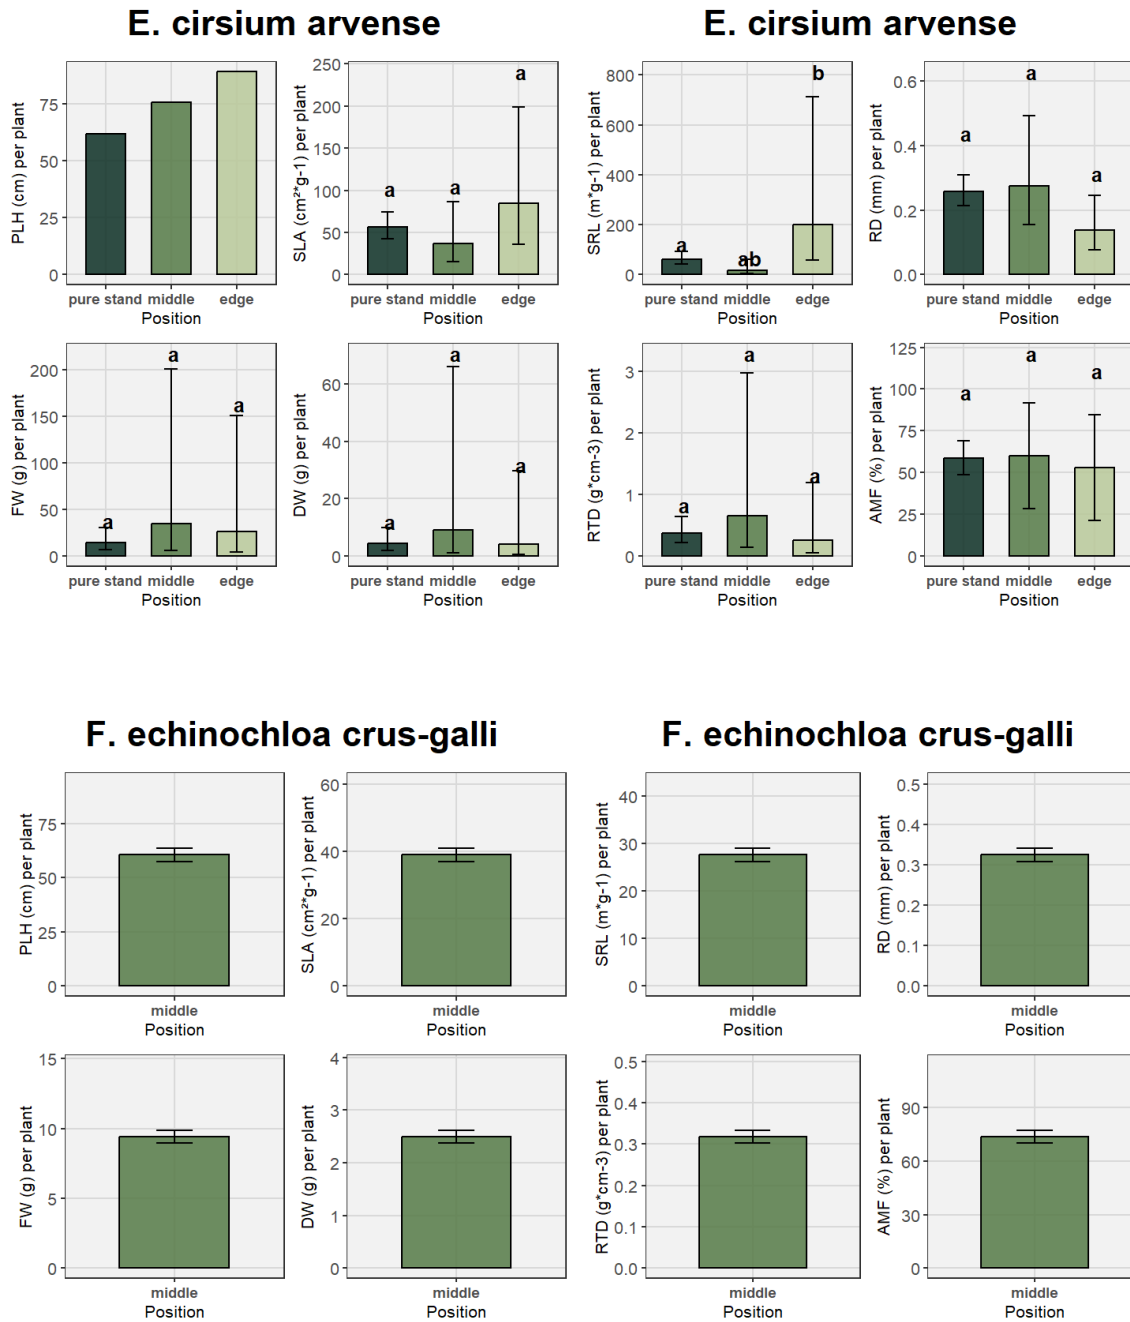 E. cirsium arvense
E. cirsium arvense
PLH (cm) per plant
75
50
25
0
pure stand middle edge
Position
SLA (cm²*g-1) per plant
250
200
150
100
50
0
a
a
a
pure stand middle edge
Position
SRL (m*g-1) per plant
800
600
400
200
0
a
ab
b
pure stand middle edge
Position
RD (mm) per plant
0.6
0.4
0.2
0.0
a
a
a
pure stand middle edge
Position
FW (g) per plant
200
150
100
50
0
a
a
a
pure stand middle edge
Position
DW (g) per plant
60
40
20
0
a
a
a
pure stand middle edge
Position
RTD (g*cm-3) per plant
3
2
1
0
a
a
a
pure stand middle edge
Position
AMF (%) per plant
125
100
75
50
25
0
a
a
a
pure stand middle edge
Position
F. echinochloa crus-galli
F. echinochloa crus-galli
PLH (cm) per plant
75
50
25
0
middle
Position
SLA (cm²*g-1) per plant
60
40
20
0
middle
Position
SRL (m*g-1) per plant
40
30
20
10
0
middle
Position
RD (mm) per plant
0.5
0.4
0.3
0.2
0.1
0.0
middle
Position
FW (g) per plant
15
10
5
0
middle
Position
DW (g) per plant
4
3
2
1
0
middle
Position
RTD (g*cm-3) per plant
0.5
0.4
0.3
0.2
0.1
0.0
middle
Position
AMF (%) per plant
90
60
30
0
middle
Position